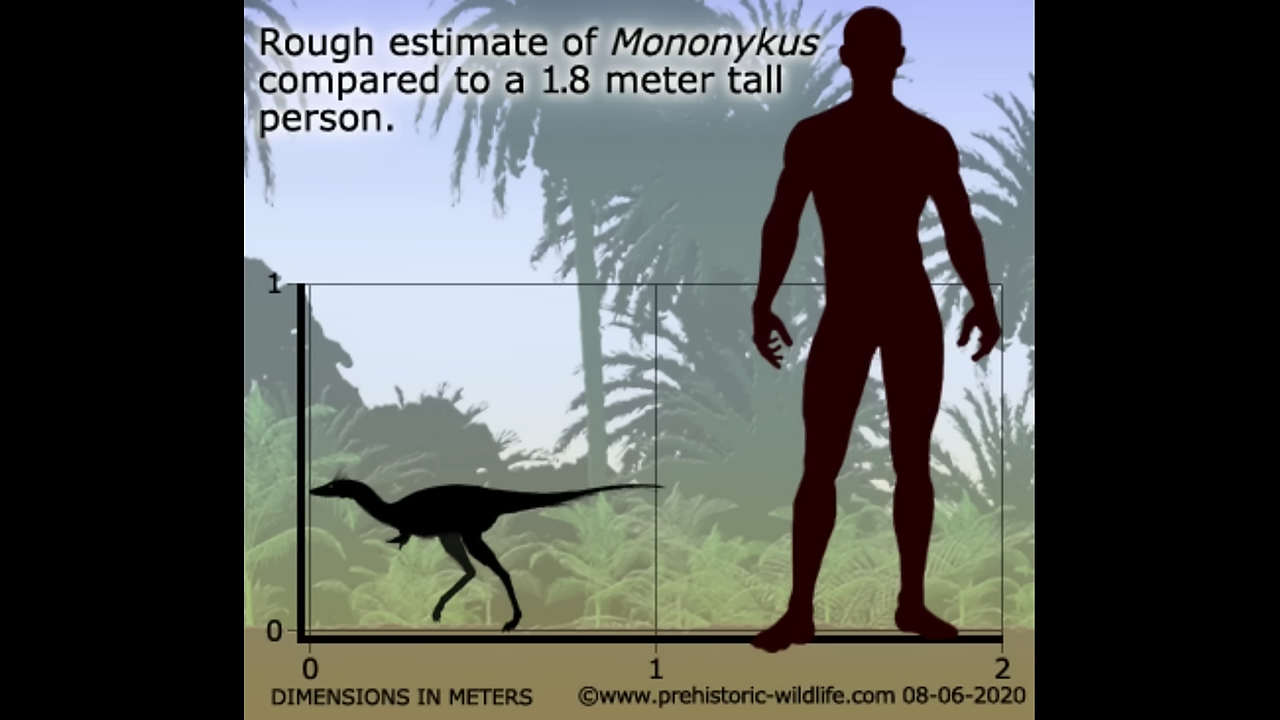 Rough estimate of Mononykus
compared to a 1.8 meter tall
person.
1
0
0 1 2
DIMENSIONS IN METERS ©www.prehistoric-wildlife.com 08-06-2020